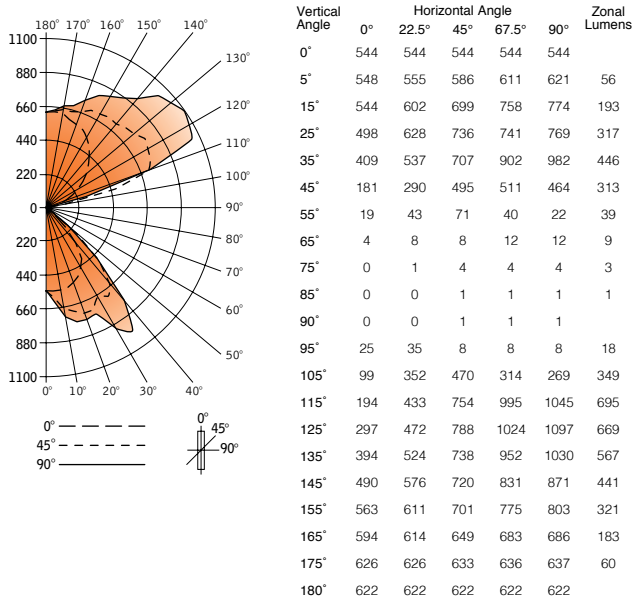 180° 170° 160° 150° 140°
130°
120°
110°
100°
90°
80°
70°
60°
50°
1100
880
660
440
220
0
220
440
660
880
1100
0° 10° 20° 30° 40°
0°
45°
90°
0°
45°
90°
Vertical Angle Horizontal Angle Zonal Lumens
0° 22.5° 45° 67.5° 90°
0° 544 544 544 544 544
5° 548 555 586 611 621 56
15° 544 602 699 758 774 193
25° 498 628 736 741 769 317
35° 409 537 707 902 982 446
45° 181 290 495 511 464 313
55° 19 43 71 40 22 39
65° 4 8 8 12 12 9
75° 0 1 4 4 4 3
85° 0 0 1 1 1 1
90° 0 0 1 1 1
95° 25 35 8 8 8 18
105° 99 352 470 314 269 349
115° 194 433 754 995 1045 695
125° 297 472 788 1024 1097 669
135° 394 524 738 952 1030 567
145° 490 576 720 831 871 441
155° 563 611 701 775 803 321
165° 594 614 649 683 686 183
175° 626 626 633 636 637 60
180° 622 622 622 622 622